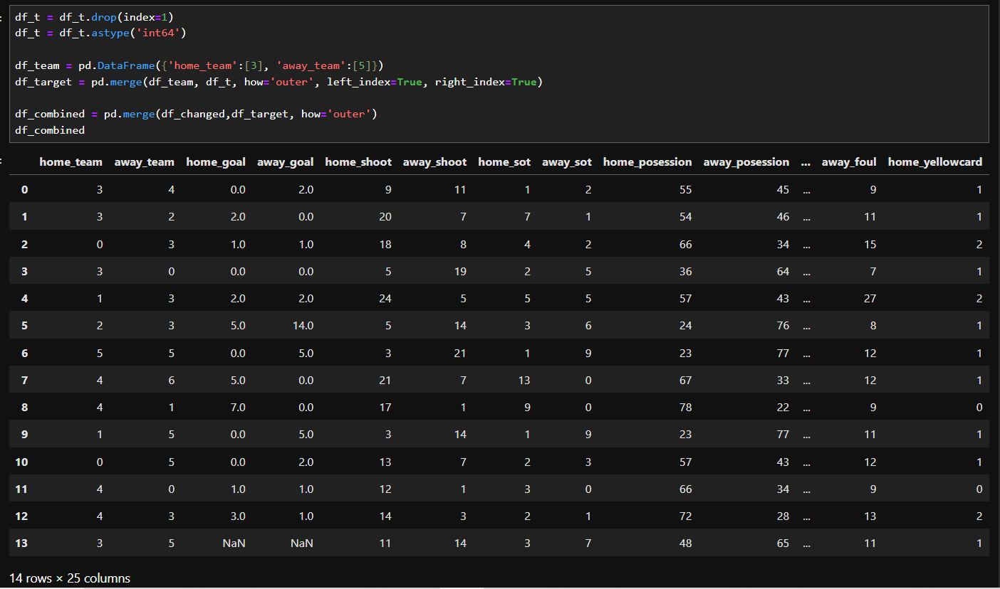 df_t = df_t.drop(index=1)
df_t = df_t.astype('int64')
df_team = pd.DataFrame({'home_team':[3], 'away_team':[5]})
df_target = pd.merge(df_team, df_t, how='outer', left_index=True, right_index=True)
df_combined = pd.merge(df_changed,df_target, how='outer')
df_combined
home_team away_team home_goal away_goal home_shoot away_shoot home_sot away_sot home_posession away_posession ... away_foul home_yellowcard
0 3 4 0.0 2.0 9 11 1 2 55 45 ... 9 1
1 3 2 2.0 0.0 20 7 7 1 54 46 ... 11 1
2 0 3 1.0 1.0 18 8 4 2 66 34 ... 15 2
3 3 0 0.0 0.0 5 19 2 5 36 64 ... 7 1
4 1 3 2.0 2.0 24 5 5 5 57 43 ... 27 2
5 2 3 5.0 14.0 5 14 3 6 24 76 ... 8 1
6 5 5 0.0 5.0 3 21 1 9 23 77 ... 12 1
7 4 6 5.0 0.0 21 7 13 0 67 33 ... 12 1
8 4 1 7.0 0.0 17 1 9 0 78 22 ... 9 0
9 1 5 0.0 5.0 3 14 1 9 23 77 ... 11 1
10 0 5 0.0 2.0 13 7 2 3 57 43 ... 12 1
11 4 0 1.0 1.0 12 1 3 0 66 34 ... 9 0
12 4 3 3.0 1.0 14 3 2 1 72 28 ... 13 2
13 3 5 NaN NaN 11 14 3 7 48 65 ... 11 1
14 rows × 25 columns